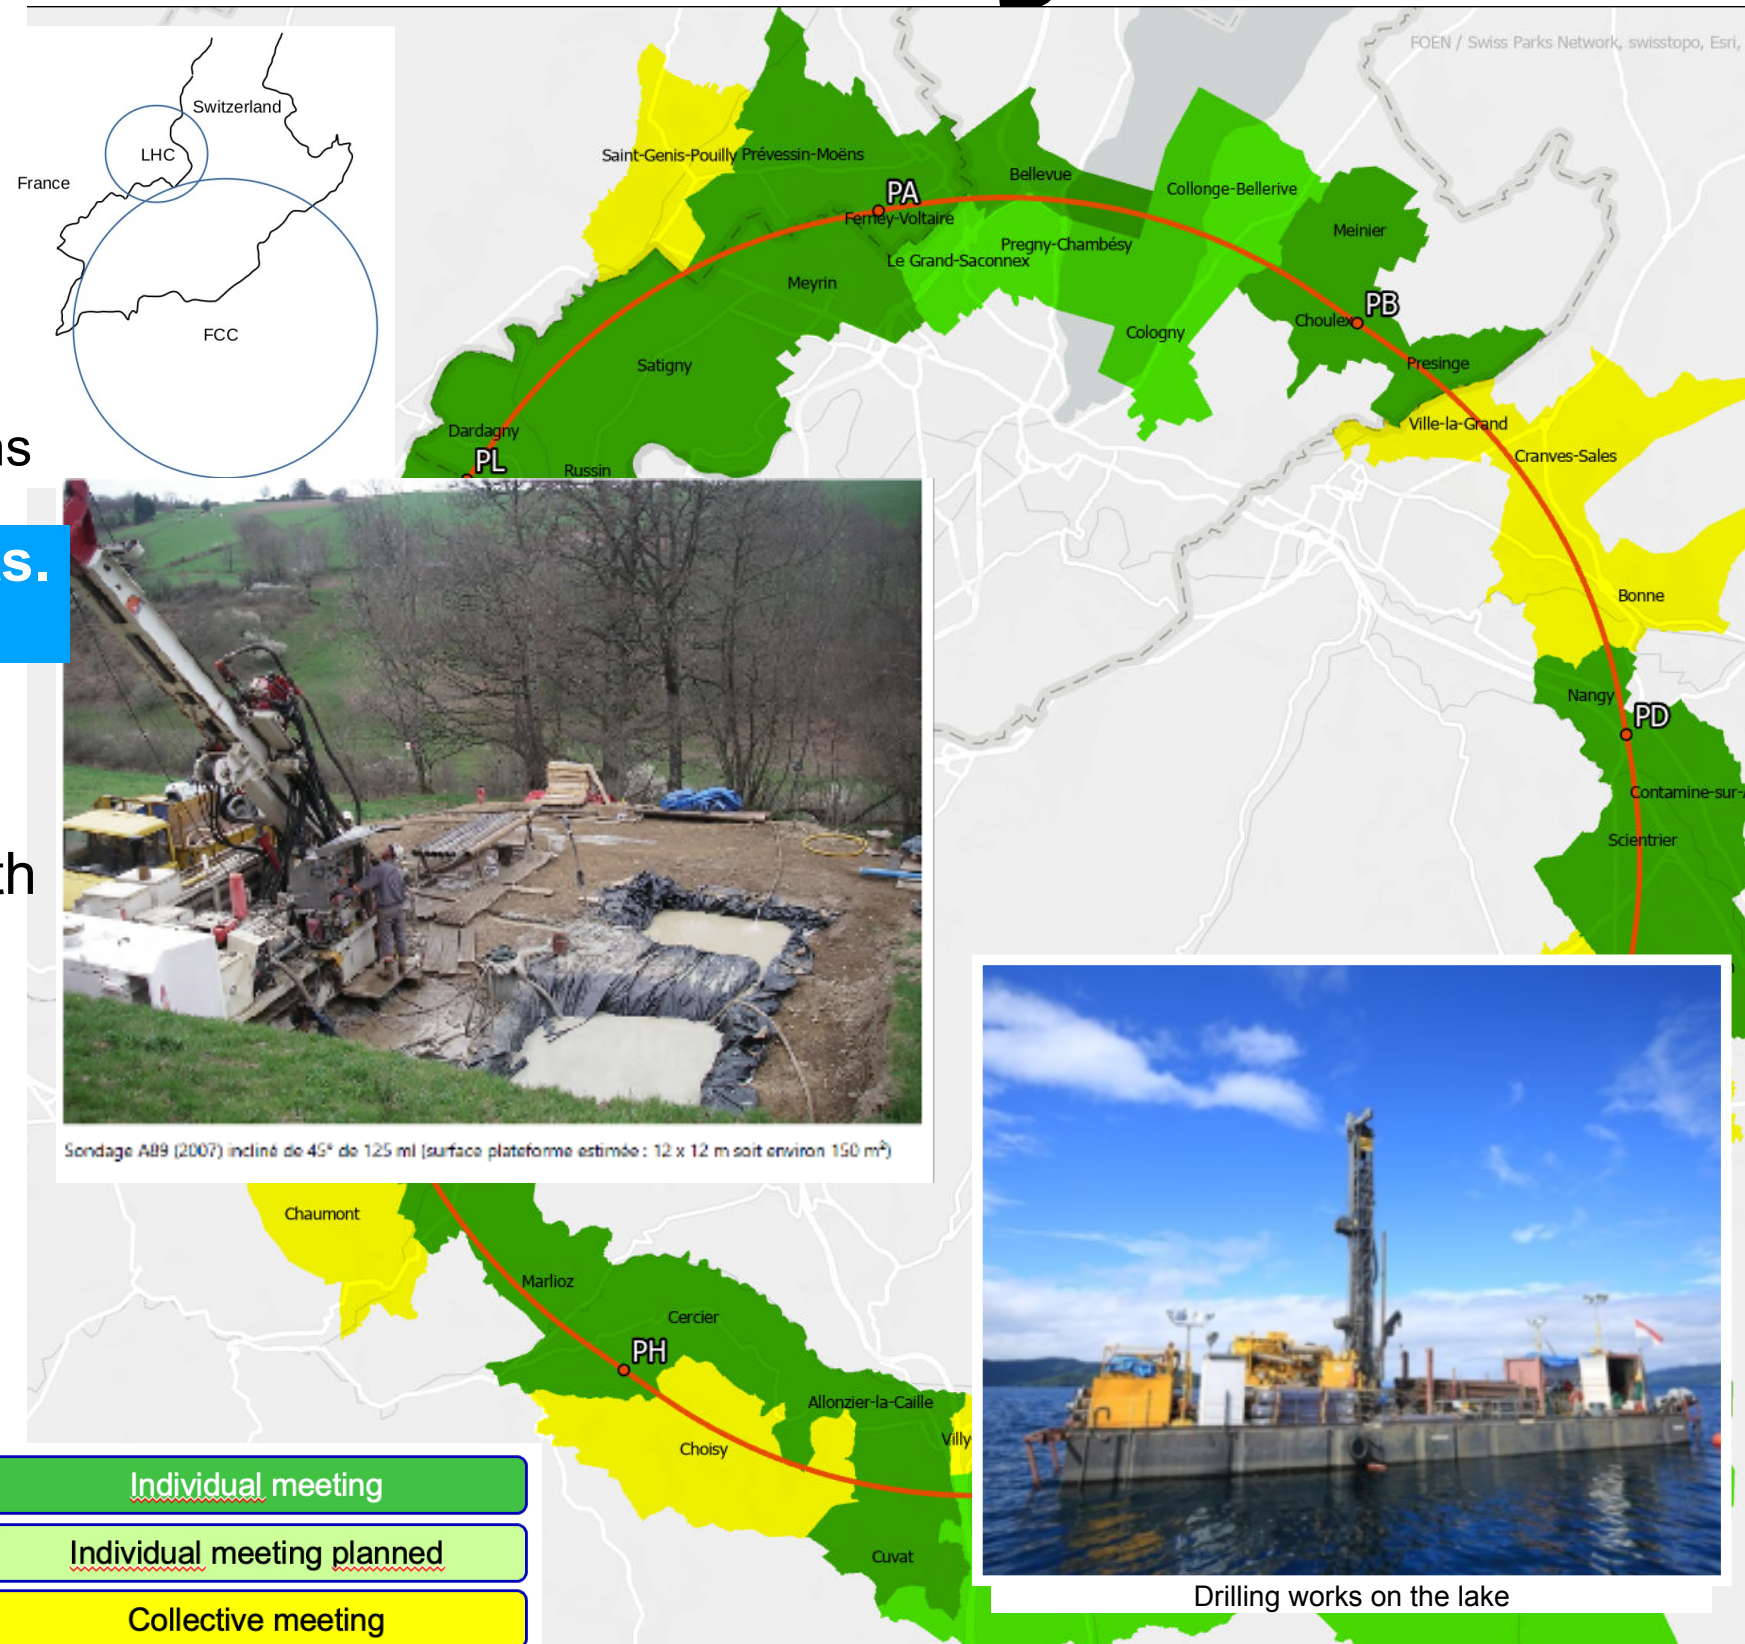 FOEN / Swiss Parks Network, swisstopo, Esri,
Switzerland
LHC
France
FCC
Saint-Genis-Pouilly
Prévessin-Moëns
Bellevue
Collonge-Bellerive
PA
Ferney-Voltaire
Meinier
Pregny-Chambésy
Le Grand-Saconnex
Meyrin
PB
Choulex
Cologny
Satigny
Presinge
Dardagny
Ville-la-Grand
PL
Russin
Cranves-Sales
ns
s.
Bonne
Nangy
PD
Contamine-sur-
Scientrier
th
Sondage A89 (2007) incliné de 45° de 125 ml (surface plateforme estimée : 12 x 12 m soit environ 150 m²)
Chaumont
Marlioz
Cercier
PH
Allonzier-la-Caille
Choisy
Villy
Cuvat
Individual meeting
Individual meeting planned
Collective meeting
Drilling works on the lake